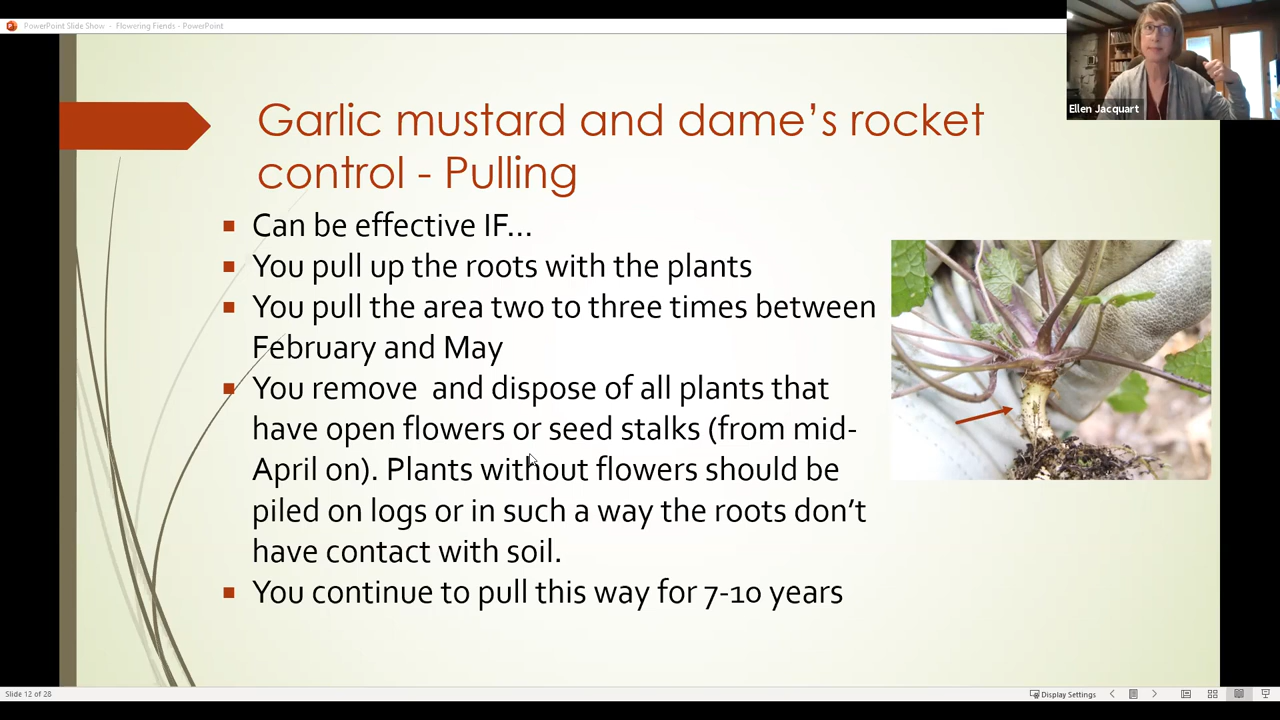 PowerPoint Slide Show - Flowering Fiends - PowerPoint
Ellen Jacquart
Garlic mustard and dame’s rocket
control - Pulling
Can be effective IF…
You pull up the roots with the plants
You pull the area two to three times between
February and May
You remove and dispose of all plants that
have open flowers or seed stalks (from mid-
April on). Plants without flowers should be
piled on logs or in such a way the roots don’t
have contact with soil.
You continue to pull this way for 7-10 years
Slide 12 of 28
Display Settings